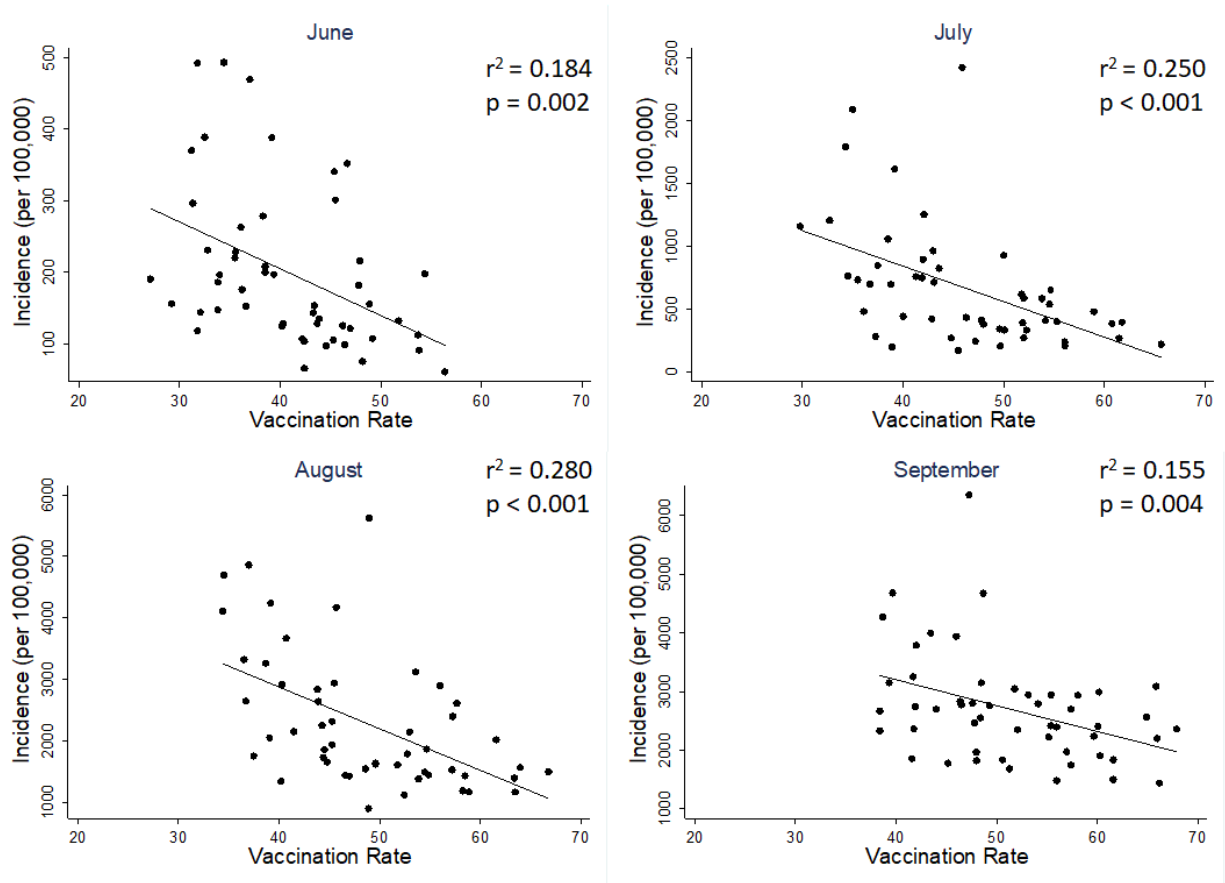 June
r² = 0.184
p = 0.002
Incidence (per 100,000)
500
400
300
200
100
20 30 40 50 60 70
Vaccination Rate
July
r² = 0.250
p < 0.001
Incidence (per 100,000)
2500
2000
1500
1000
500
0
20 30 40 50 60 70
Vaccination Rate
August
r² = 0.280
p < 0.001
Incidence (per 100,000)
6000
5000
4000
3000
2000
1000
20 30 40 50 60 70
Vaccination Rate
September
r² = 0.155
p = 0.004
Incidence (per 100,000)
6000
5000
4000
3000
2000
1000
20 30 40 50 60 70
Vaccination Rate